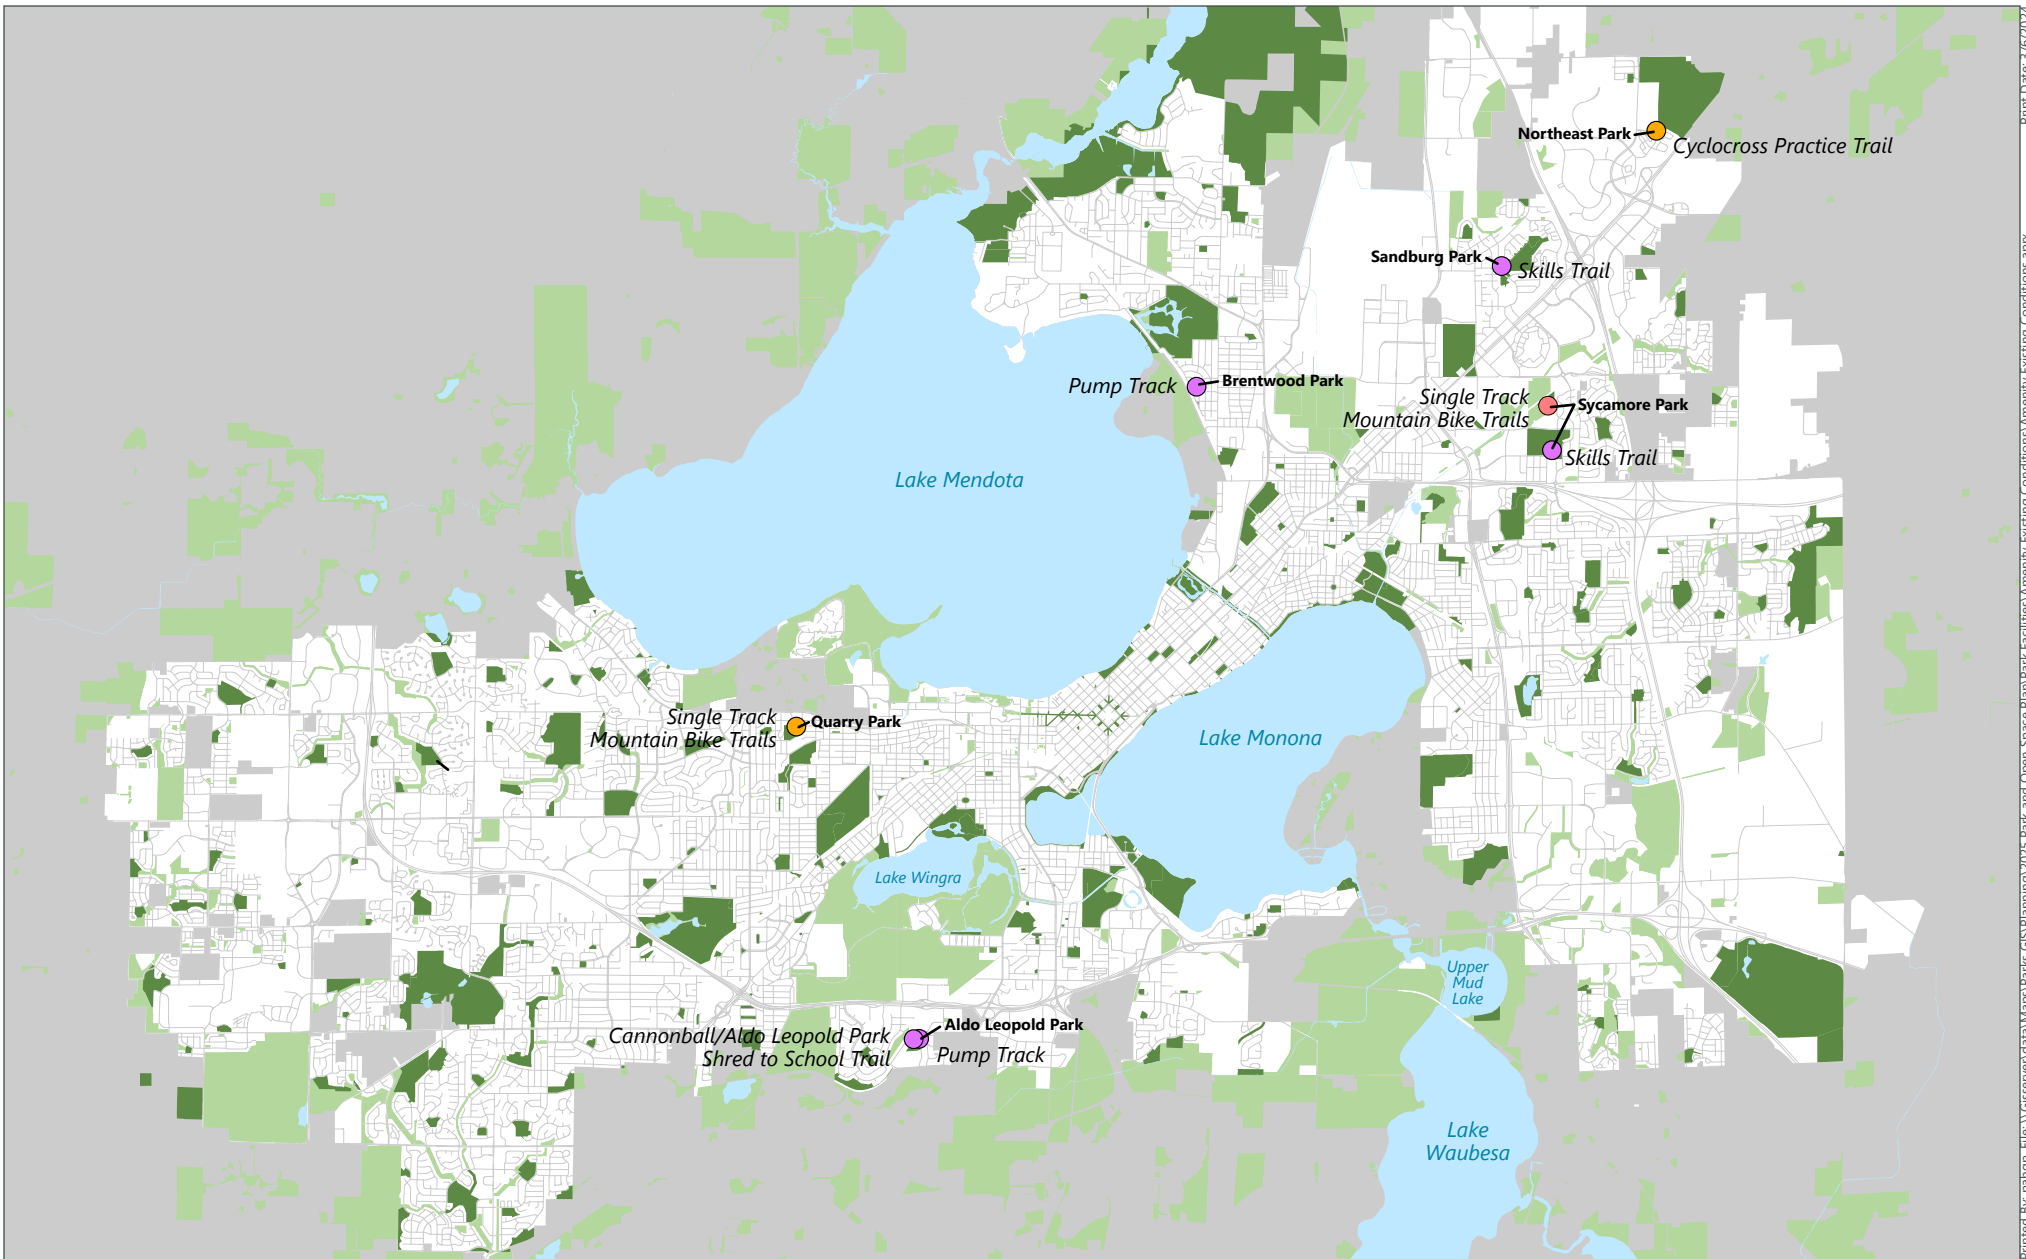 Northeast Park
Cyclocross Practice Trail
Sandburg Park
Skills Trail
Pump Track
Brentwood Park
Single Track
Mountain Bike Trails
Sycamore Park
Skills Trail
Lake Mendota
Single Track
Mountain Bike Trails
Quarry Park
Lake Monona
Lake Wingra
Upper
Mud
Lake
Cannonball/Aldo Leopold Park
Shred to School Trail
Aldo Leopold Park
Pump Track
Lake
Waubesa